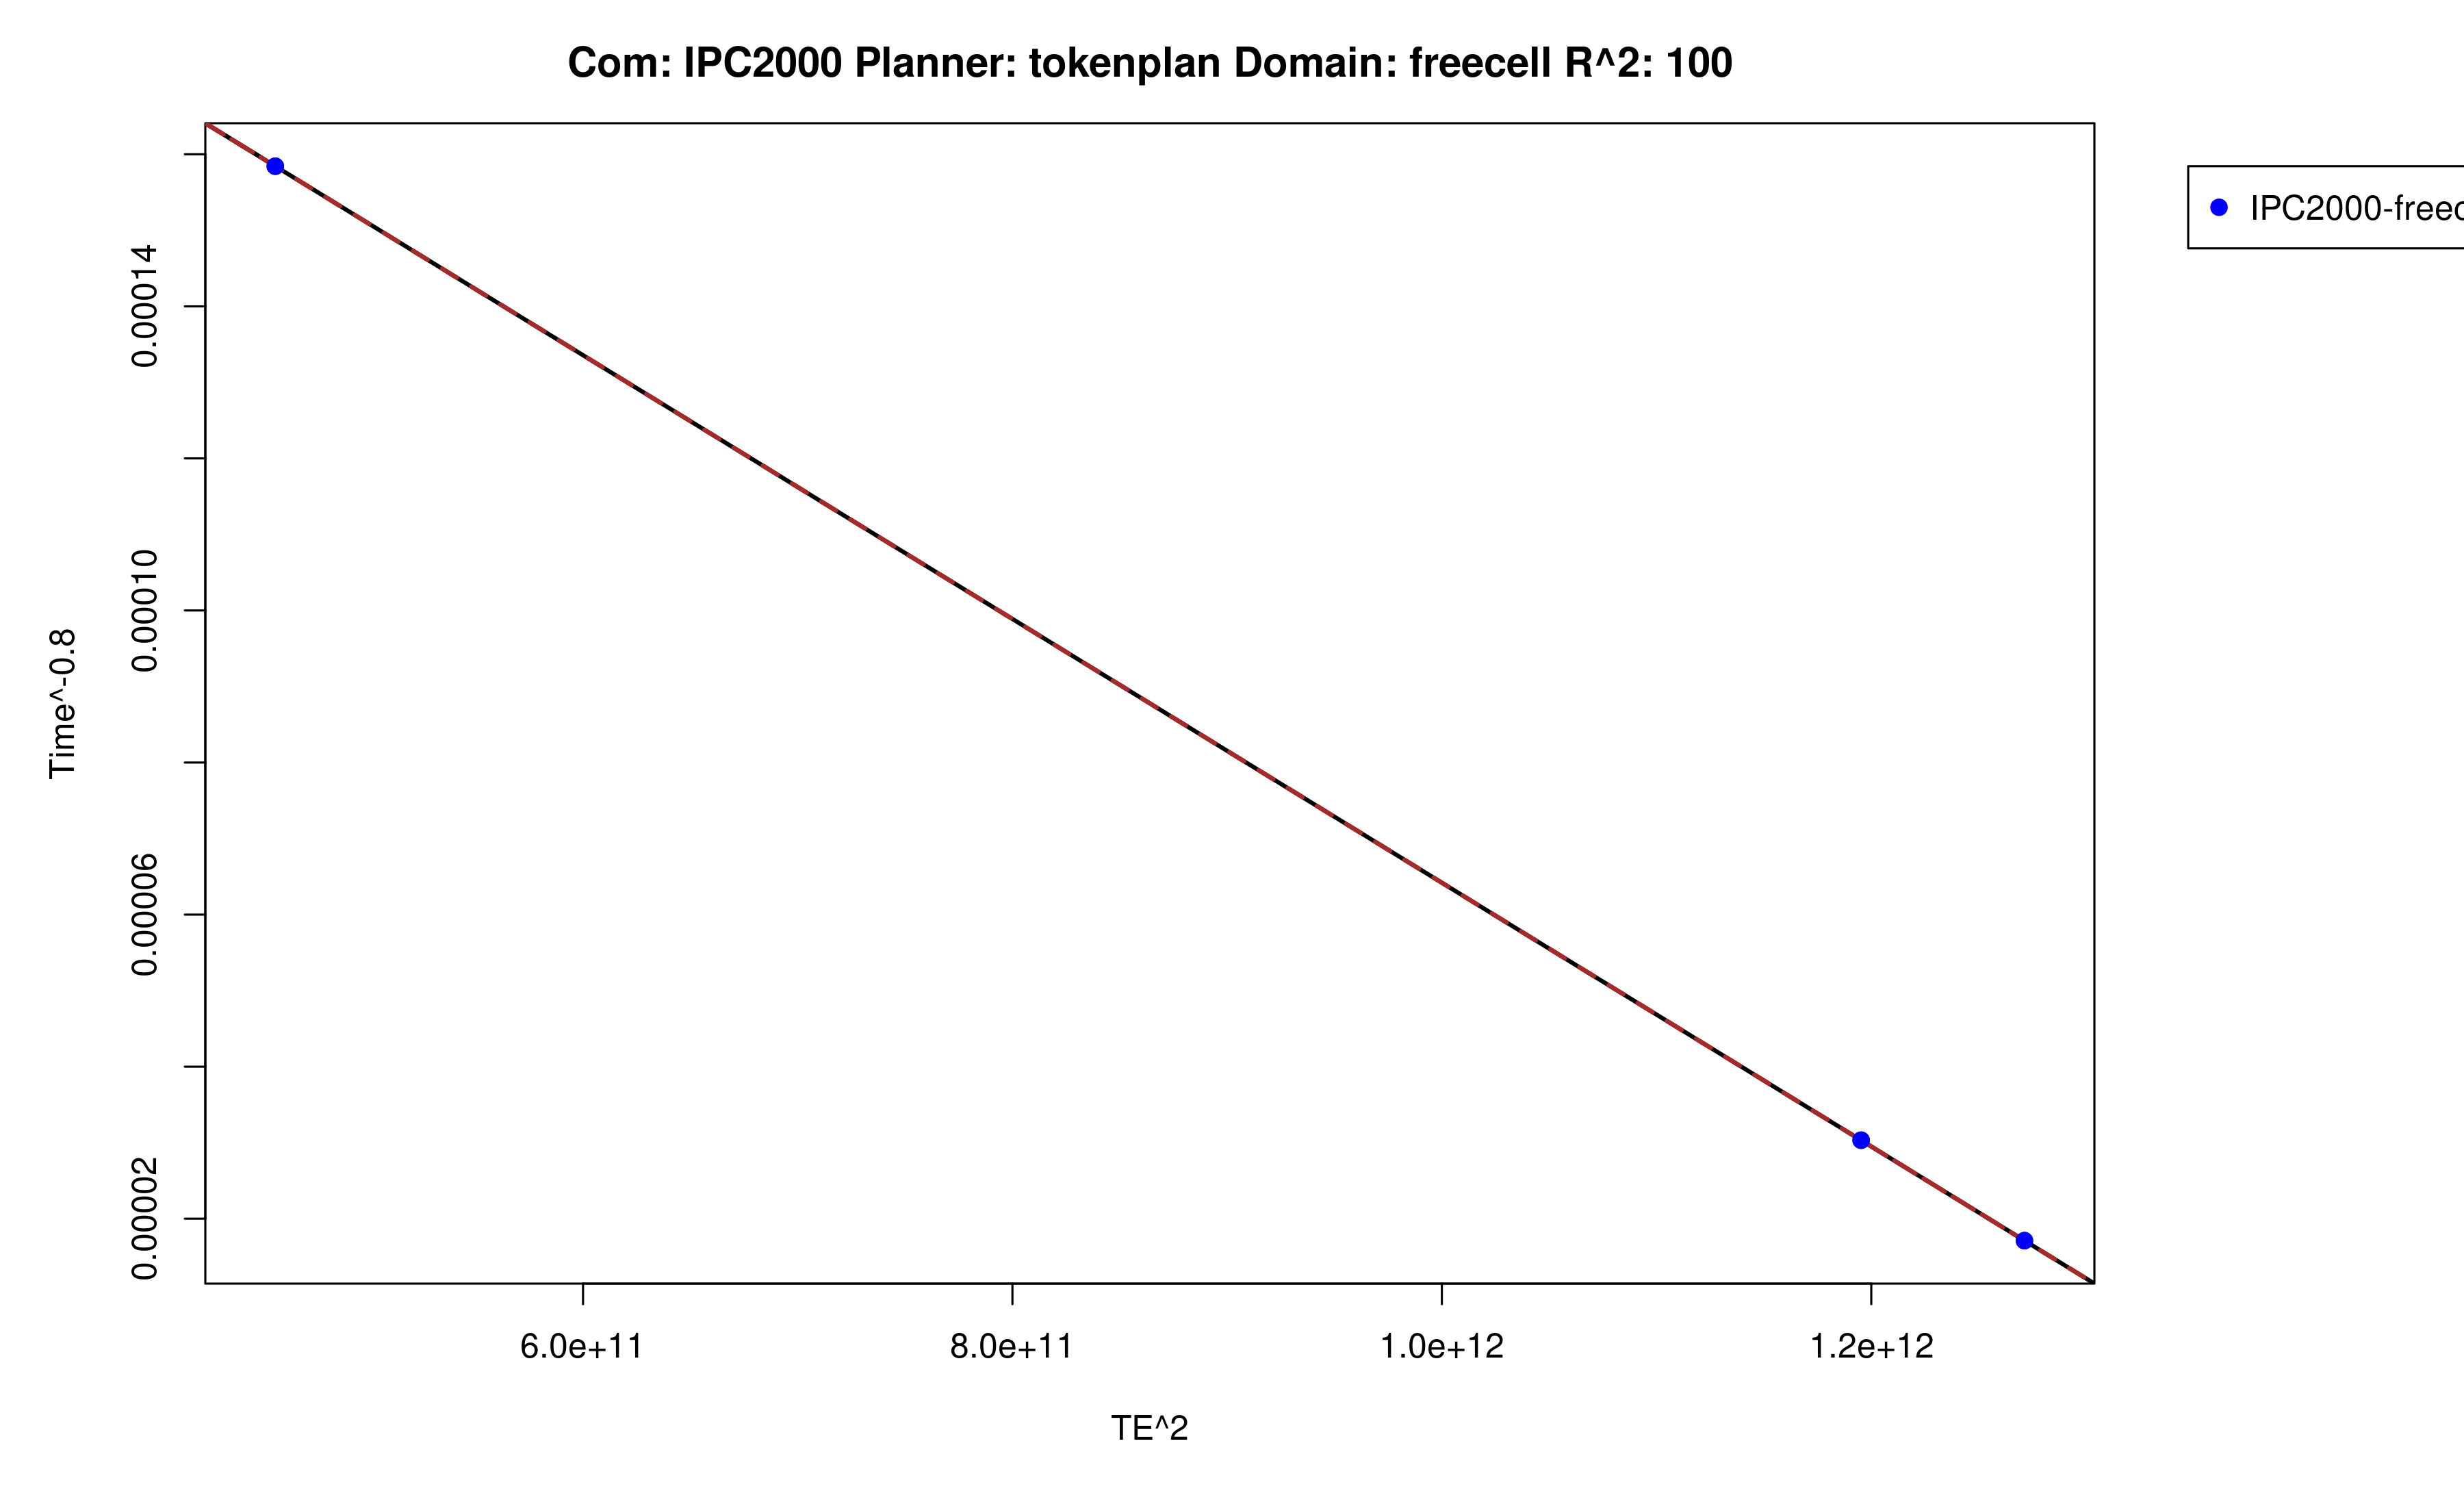 Com: IPC2000 Planner: tokenplan Domain: freecell R^2: 100
IPC2000-freec
Time^-0.8
0.00014
0.00010
0.00006
0.00002
6.0e+11 8.0e+11 1.0e+12 1.2e+12
TE^2